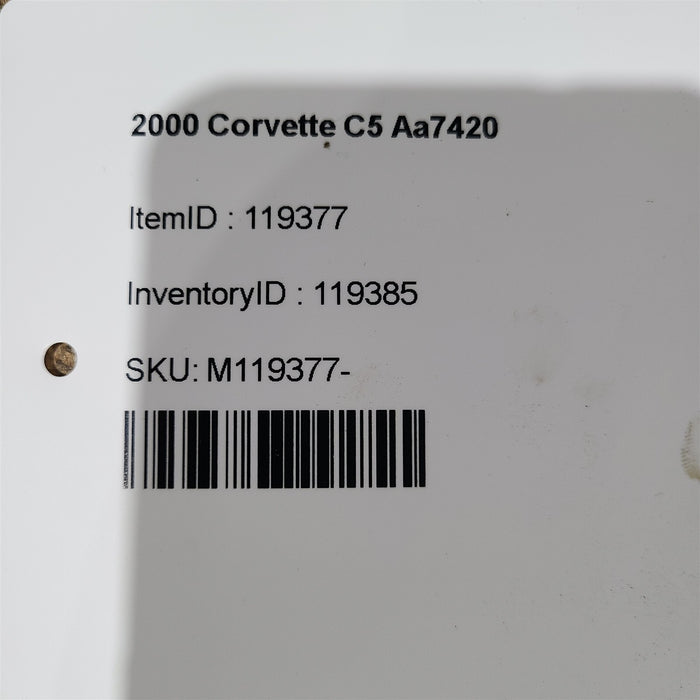 2000 Corvette C5 Aa7420
ItemID : 119377
InventoryID : 119385
SKU: M119377-